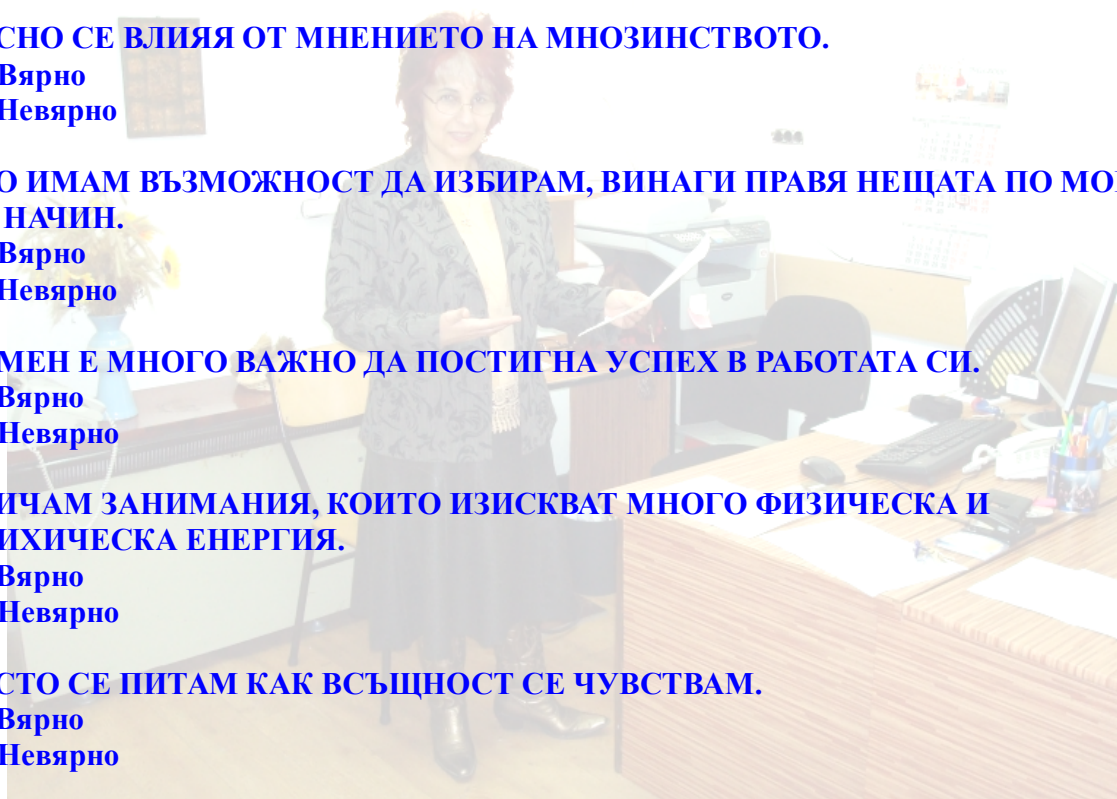 СНО СЕ ВЛИЯЯ ОТ МНЕНИЕТО НА МНОЗИНСТВОТО.
Вярно
Невярно
О ИМАМ ВЪЗМОЖНОСТ ДА ИЗБИРАМ, ВИНАГИ ПРАВЯ НЕЩАТА ПО МО
НАЧИН.
Вярно
Невярно
МЕН Е МНОГО ВАЖНО ДА ПОСТИГНА УСПЕХ В РАБОТАТА СИ.
Вярно
Невярно
ИЧАМ ЗАНИМАНИЯ, КОИТО ИЗИСКВАТ МНОГО ФИЗИЧЕСКА И
ИХИЧЕСКА ЕНЕРГИЯ.
Вярно
Невярно
СТО СЕ ПИТАМ КАК ВСЪЩНОСТ СЕ ЧУВСТВАМ.
Вярно
Невярно